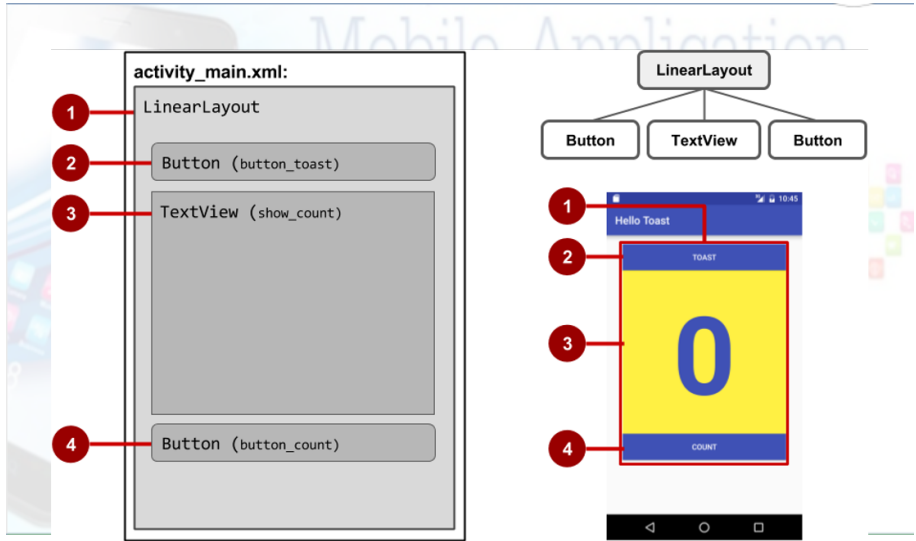 Mobile Application
activity_main.xml:
1
LinearLayout
2
Button (button_toast)
3
TextView (show_count)
4
Button (button_count)
LinearLayout
Button TextView Button
10:45
1
Hello Toast
2
TOAST
3
0
4
COUNT